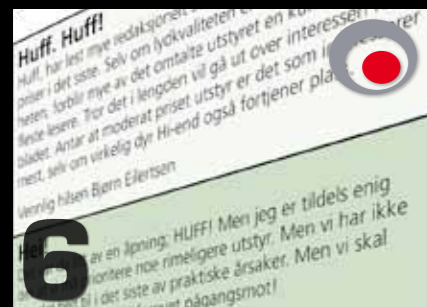 Huff. Huff!
Huff, har lest mye redaksjonelt
priser i det siste. Selv om lydkvaliteten
heten, forblir mye av det omtalte utstyret en
fleste lesere. Tror det i lengden vil gå ut over interessen
bladet. Antar at moderat priset utstyr er det som
mest, selv om virkelig dyr Hi-end også fortjener
Vennlig hilsen Bjørn Eilertsen
Hei!
er en åpning; HUFF! Men jeg er tildels enig
noe rimeligere utstyr. Men vi har ikke
til i det siste av praktiske årsaker. Men vi skal
pågangsmot!
6